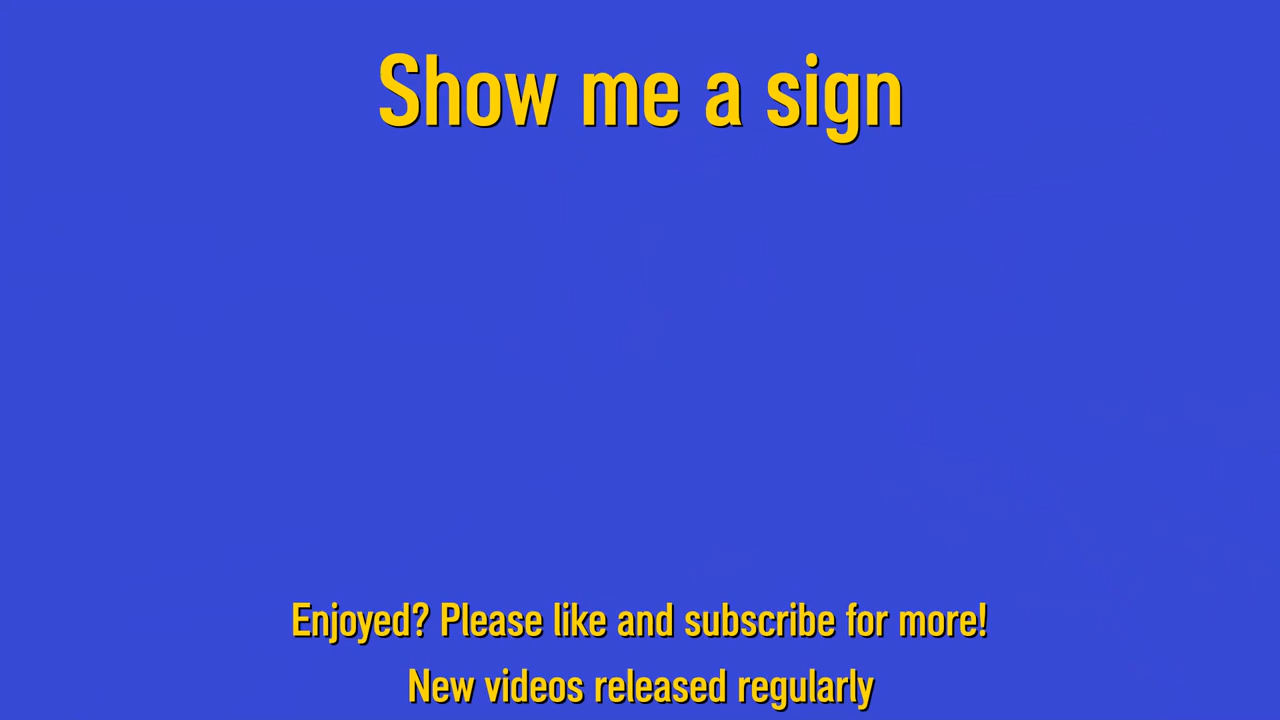 Show me a sign
Enjoyed? Please like and subscribe for more!
New videos released regularly